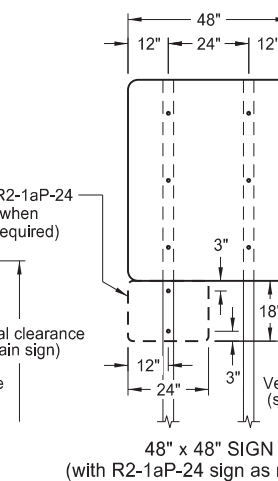 48"
12"
24"
12"
R2-1aP-24
when
equired)
3"
al clearance
ain sign)
18"
12"
3"
24"
Ve
(s
48" x 48" SIGN
(with R2-1aP-24 sign as r